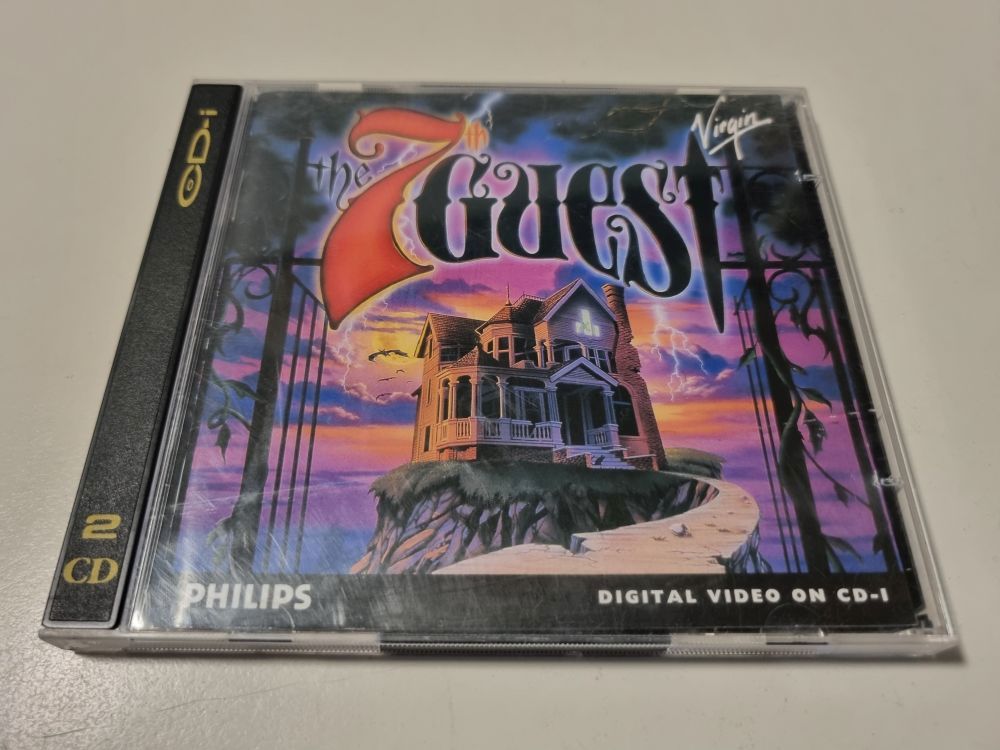 CD-i
the 7th Guest
Virgin
2
CD
PHILIPS
DIGITAL VIDEO ON CD-I